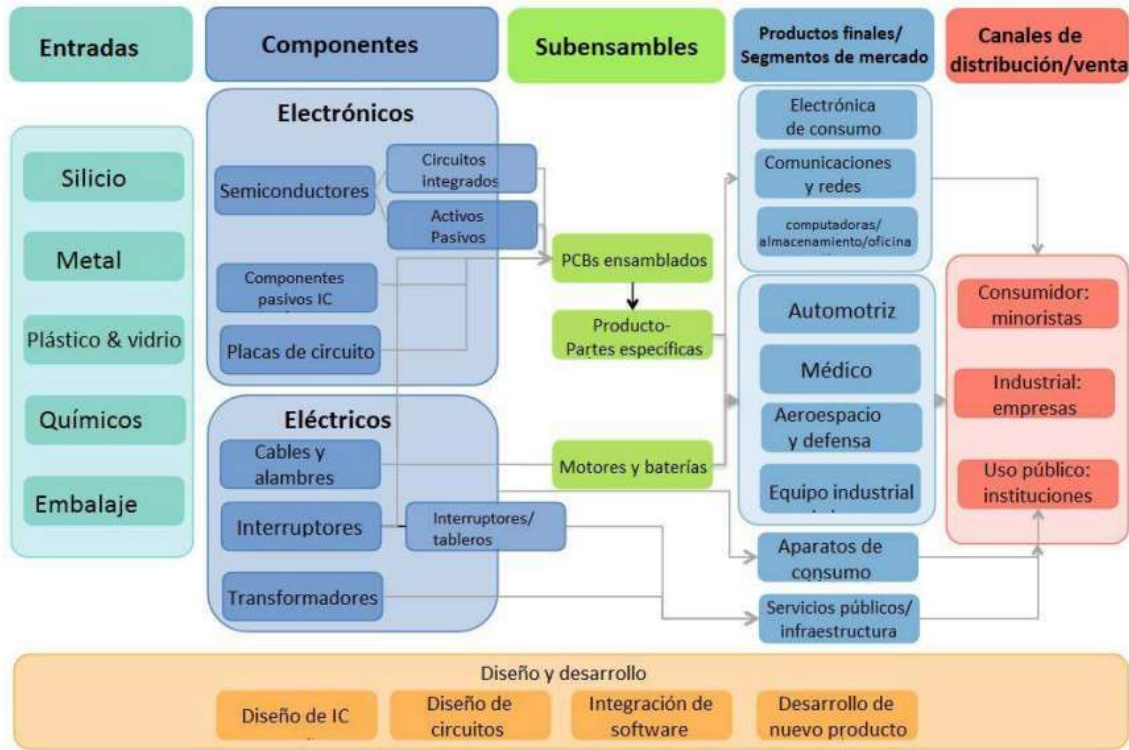 Entradas
Componentes
Subensambles
Productos finales/
Segmentos de mercado
Canales de
distribución/venta
Silicio
Metal
Plástico & vidrio
Químicos
Embalaje
Electrónicos
Semiconductores
Circuitos
integrados
Activos
Pasivos
Componentes
pasivos IC
Placas de circuito
Eléctricos
Cables y
alambres
Interruptores
Interruptores/
tableros
Transformadores
PCBs ensamblados
Producto-
Partes específicas
Motores y baterías
Electrónica
de consumo
Comunicaciones
y redes
computadoras/
almacenamiento/oficina
Automotriz
Médico
Aeroespacio
y defensa
Equipo industrial
Aparatos de
consumo
Servicios públicos/
infraestructura
Consumidor:
minoristas
Industrial:
empresas
Uso público:
instituciones
Diseño y desarrollo
Diseño de IC
Diseño de
circuitos
Integración de
software
Desarrollo de
nuevo producto